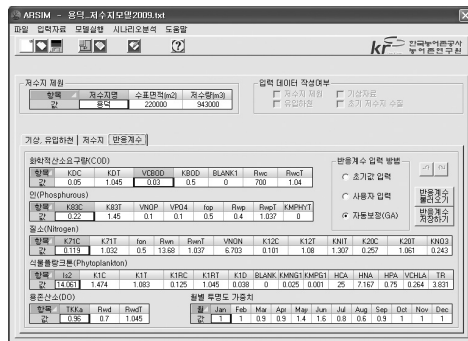 ARSIM - 용덕_저수지모델2009.txt
파일 입력자료 모델실행 시나리오분석 도움말
kr 한국농어촌공사
농어촌연구원
저수지 제원
항목 저수지명 수표면적(m2) 저수량(m3)
값 용덕 220000 943000
입력 데이터 작성여부
저수지 제원 기상자료
유입하천 초기 저수지 수질
기상, 유입하천 저수지 반응계수
화학적산소요구량(COD)
항목 KDC KDT VCBOD KBOD BLANK1 Rwc RwcT
값 0.05 1.045 0.03 0.5 0 700 1.04
인(Phosphurous)
항목 K83C K83T VNOP VPO4 fop Rwp RwpT KMPHYT
값 0.22 1.45 0.1 0.1 0.5 0.4 1.037 0
질소(Nitrogen)
항목 K71C K71T fon Rwn RwnT VNON K12C K12T KNIT K20C K20T KNO3
값 0.119 1.032 0.5 13.68 1.037 6.703 0.101 1.08 1.307 0.257 1.061 0.243
식물플랑크톤(Phytoplankton)
항목 Is2 K1C K1T K1RC K1RT K1D BLANK KMNG1 KMPG1 HCA HNA HPA VCHLA TR
값 14.061 1.474 1.083 0.125 1.045 0.038 0 0.025 0.001 25 7.167 0.75 0.264 3.831
용존산소(DO)
항목 TKKa Rwd RwdT
값 0.96 0.7 1.045
월별 투명도 가중치
월 Jan Feb Mar Apr May Jun Jul Aug Sep Oct Nov Dec
값 1 1 0.9 0.9 1.4 1.6 0.8 0.6 0.9 1 1 1
반응계수 입력 방법
초기값 입력
사용자 입력
자동보정(GA)
반응계수
불러오기
반응계수
저장하기